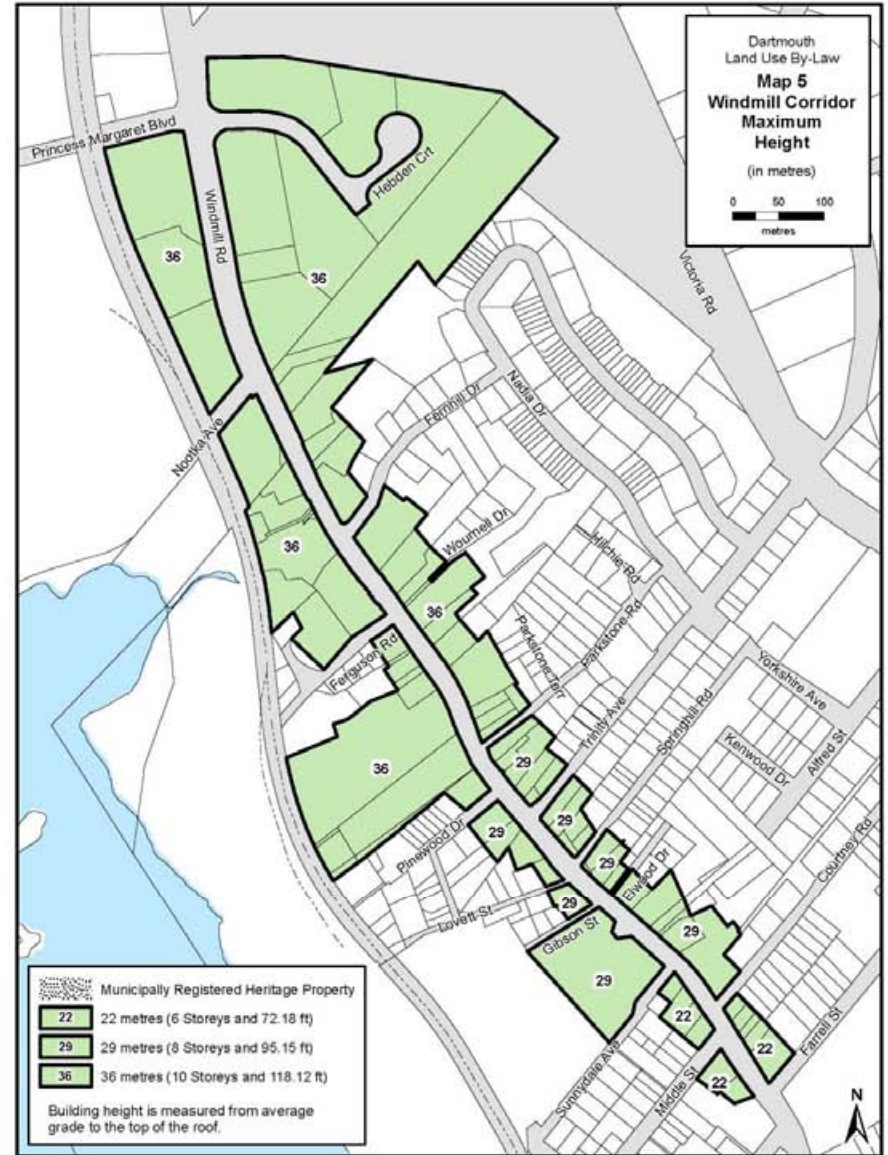 Dartmouth
Land Use By-Law
Map 5
Windmill Corridor
Maximum
Height
(in metres)
0 50 100
metres
Princess Margaret Blvd
Windmill Rd
Hebden Crt
Victoria Rd
36
36
Nadia Dr
Fernhill Dr
Nootka Ave
Wournell Dr
36
Hilchie Rd
36
Parkstone Rd
Parkstone Terr
Ferguson Rd
Yorkshire Ave
Trinity Ave
Springhill Rd
Kenwood Dr
Alfred St
36
29
29
29
Pinewood Dr
Courtney Rd
29
Elwood Dr
29
Lovett St
Gibson St
29
29
22
22
22
Farrell St
Sunnydale Ave
Middle St
N
Municipally Registered Heritage Property
22 22 metres (6 Storeys and 72.18 ft)
29 29 metres (8 Storeys and 95.15 ft)
36 36 metres (10 Storeys and 118.12 ft)
Building height is measured from average
grade to the top of the roof.